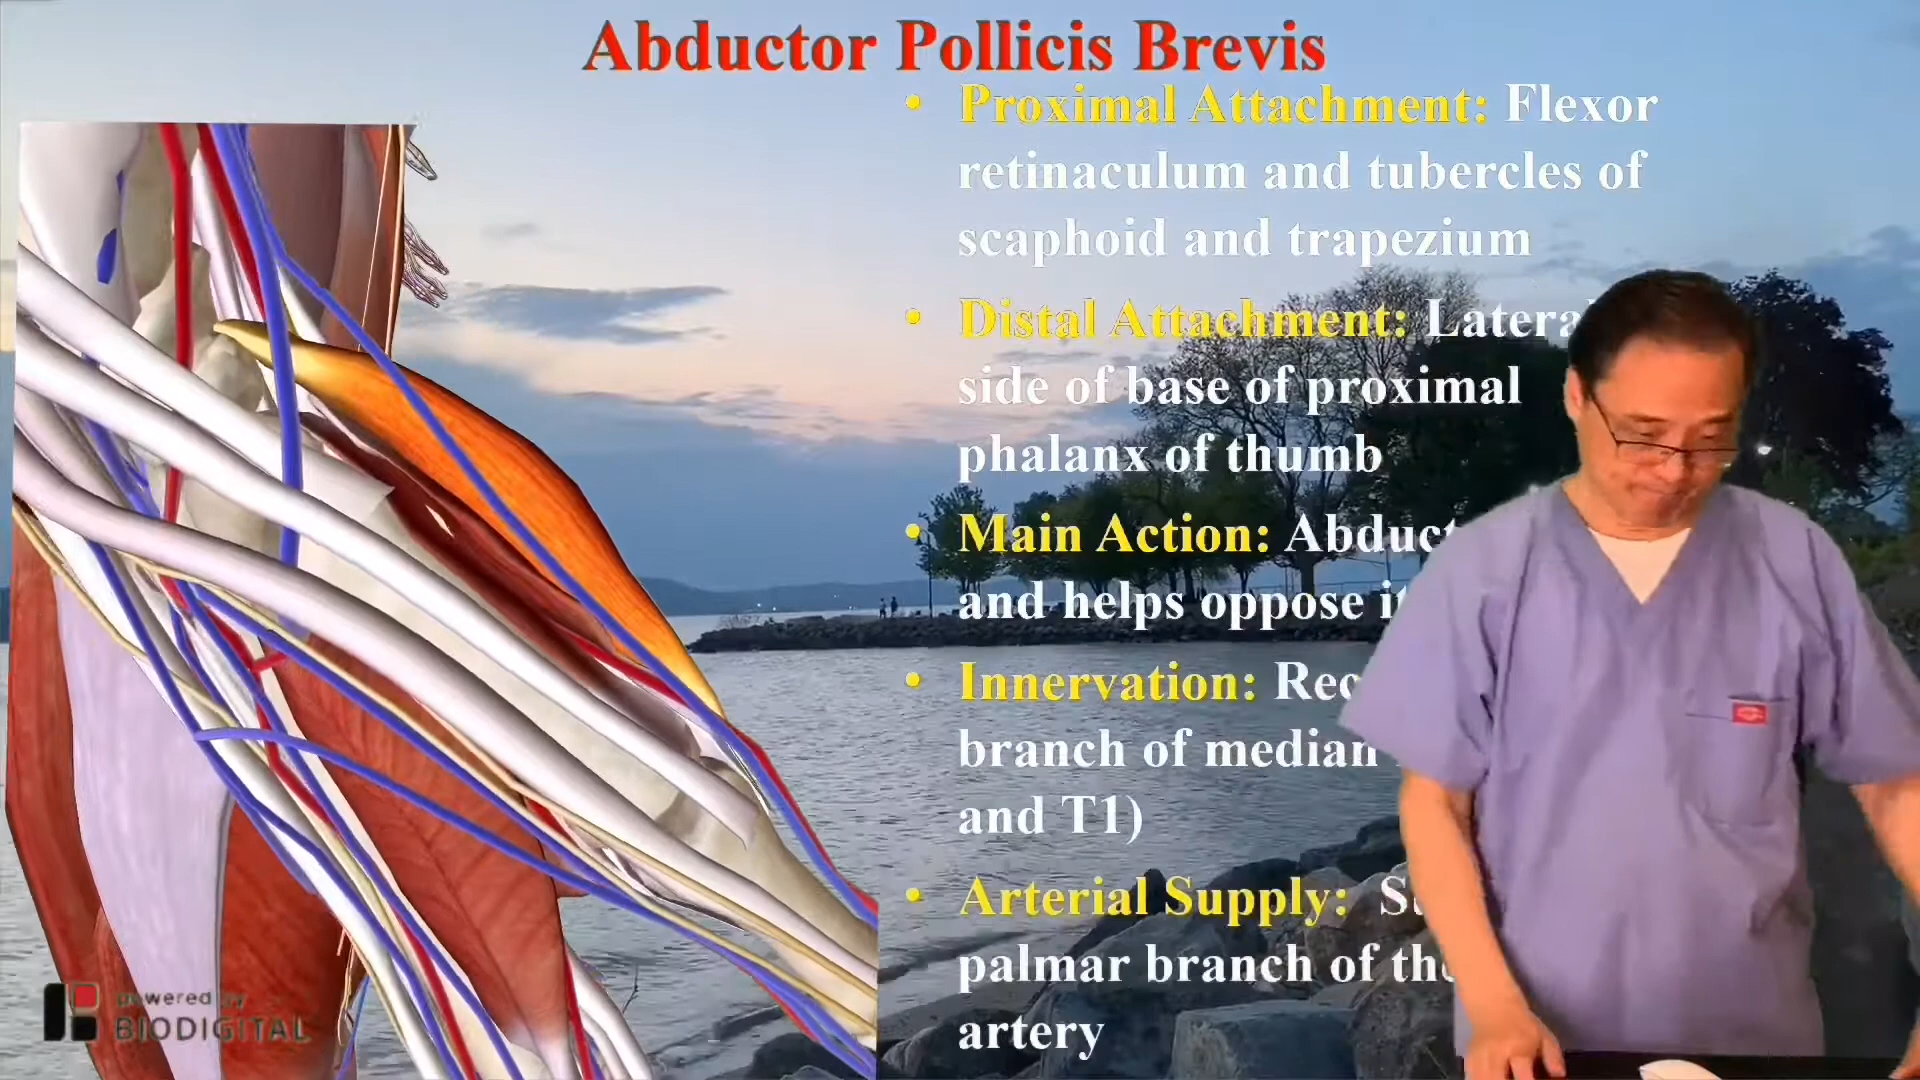 Abductor Pollicis Brevis
• Proximal Attachment: Flexor
retinaculum and tubercles of
scaphoid and trapezium
• Distal Attachment:
side of base of proximal
phalanx of thumb
• Main Action:
and helps oppose
• Innervation:
branch of median
and T1)
• Arterial Supply:
palmar branch of
artery
powered by
BIODIGITAL